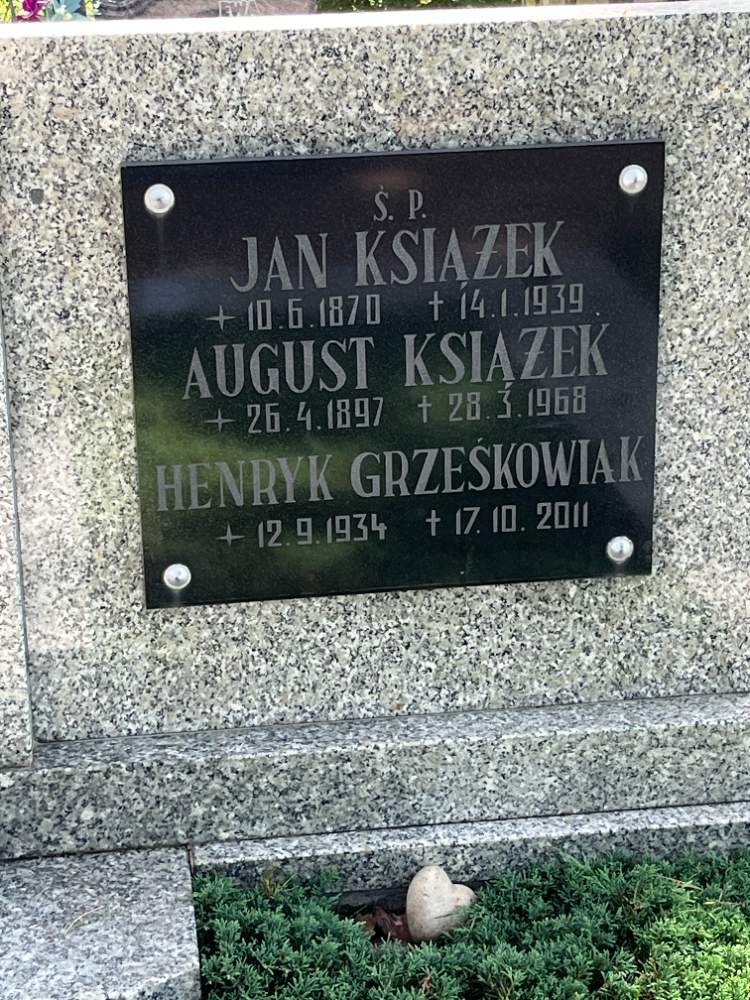 Ś. P.
JAN KSIĄŻEK
✦ 10.6.1870 ✝ 14.1.1939.
AUGUST KSIĄŻEK
✦ 26.4.1897 ✝ 28.3.1968
HENRYK GRZEŚKOWIAK
✦ 12.9.1934 ✝ 17.10.2011